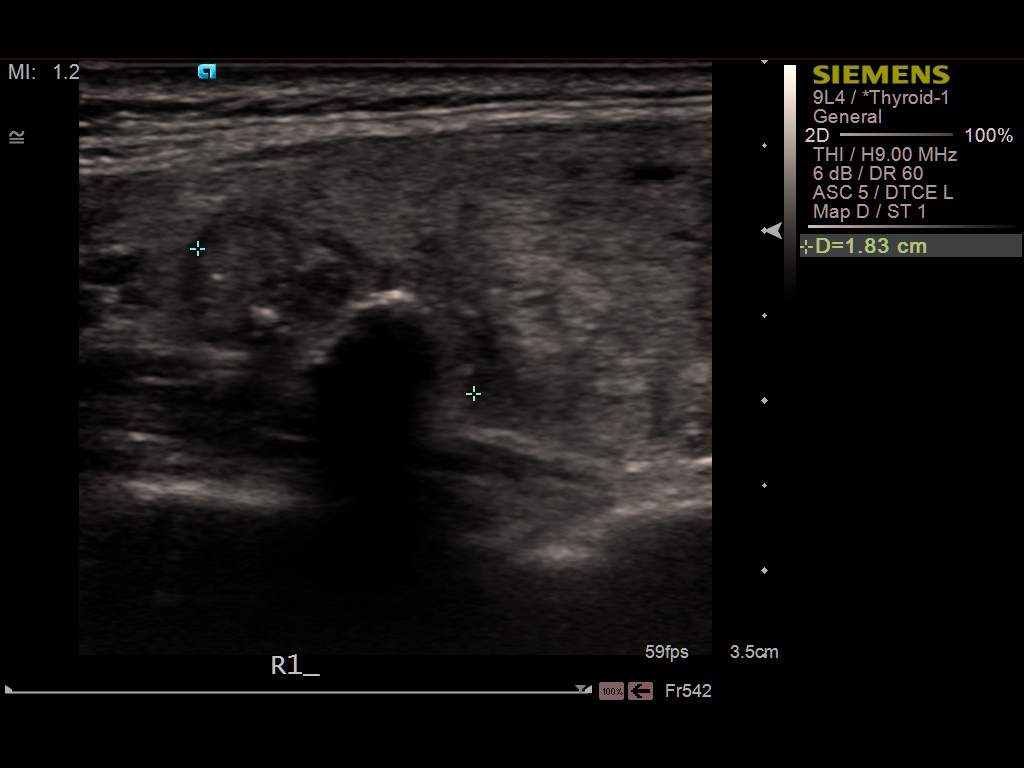 MI: 1.2
SIEMENS
9L4 / *Thyroid-1
General
2D 100%
THI / H9.00 MHz
6 dB / DR 60
ASC 5 / DTCE L
Map D / ST 1
D=1.83 cm
59fps 3.5cm
R1_
100% Fr542